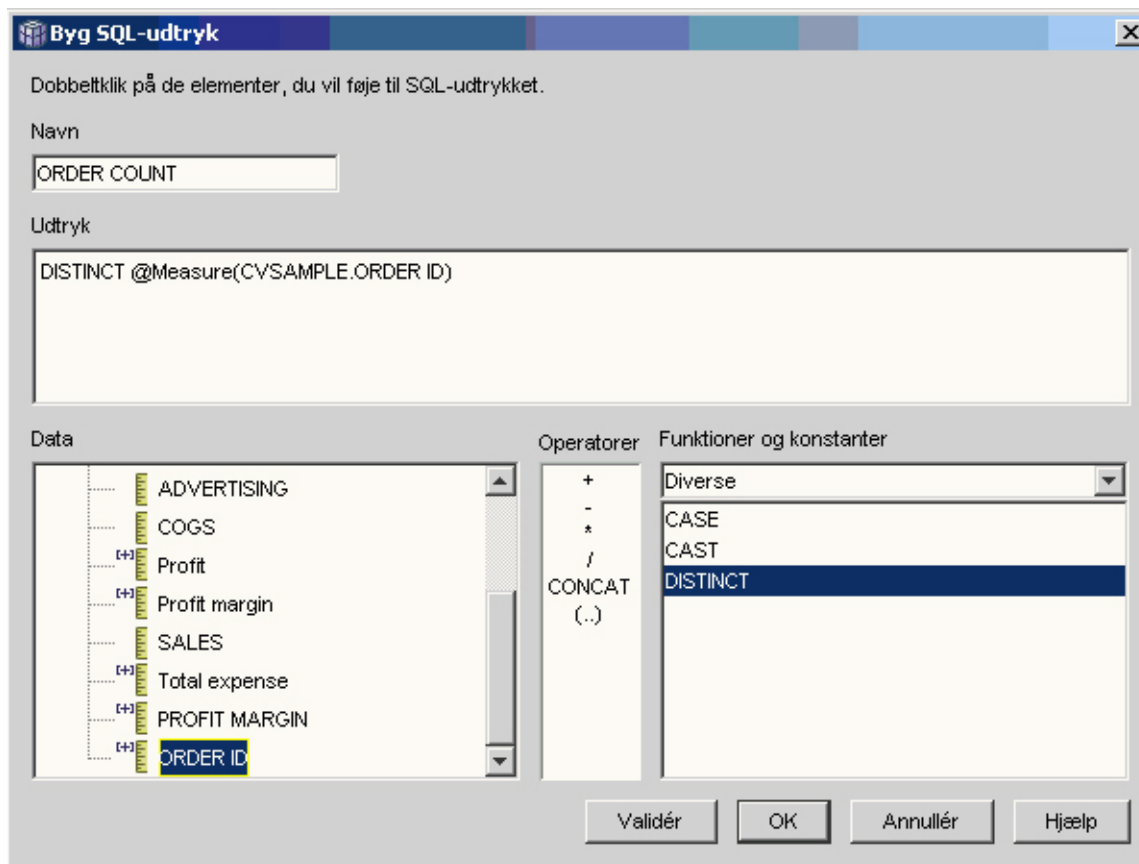 Byg SQL-udtryk
Dobbeltklik på de elementer, du vil føje til SQL-udtrykket.
Navn
ORDER COUNT
Udtryk
DISTINCT @Measure(CVSAMPLE.ORDER ID)
Data
ADVERTISING
COGS
[+] Profit
[+] Profit margin
SALES
[+] Total expense
[+] PROFIT MARGIN
[+] ORDER ID
Operatorer
+
-
*
/
CONCAT
(..)
Funktioner og konstanter
Diverse
CASE
CAST
DISTINCT
Validér
OK
Annullér
Hjælp